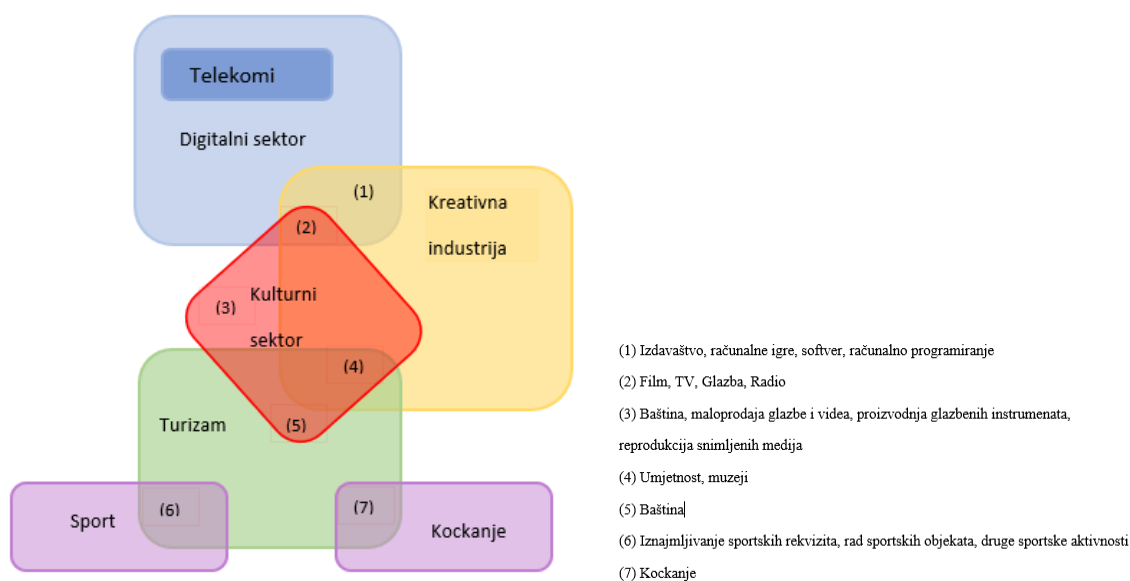 Telekomi
Digitalni sektor
(1)
Kreativna
industrija
(2)
(3)
Kulturni
sektor
(4)
Turizam
(5)
Sport
(6)
(7)
Kockanje
(1) Izdavaštvo, računalne igre, softver, računalno programiranje
(2) Film, TV, Glazba, Radio
(3) Baština, maloprodaja glazbe i videa, proizvodnja glazbenih instrumenata,
reprodukcija snimljenih medija
(4) Umjetnost, muzeji
(5) Baština
(6) Iznajmljivanje sportskih rekvizita, rad sportskih objekata, druge sportske aktivnosti
(7) Kockanje